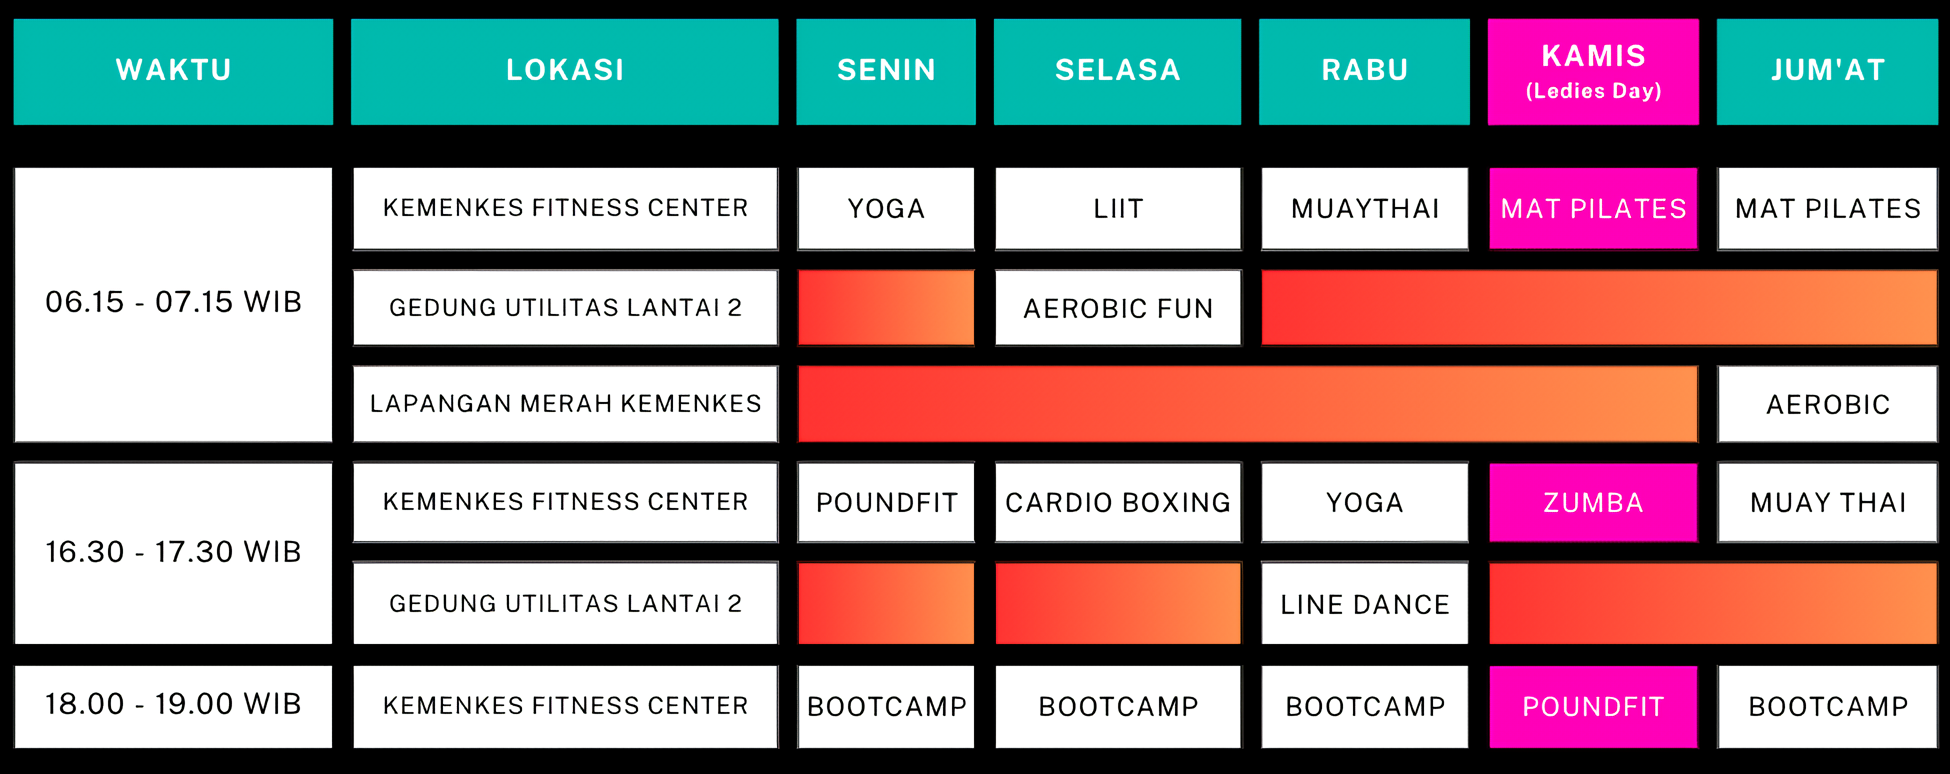 WAKTU
LOKASI
SENIN
SELASA
RABU
KAMIS
(Ledies Day)
JUM'AT
06.15 - 07.15 WIB
KEMENKES FITNESS CENTER
YOGA
LIIT
MUAYTHAI
MAT PILATES
MAT PILATES
GEDUNG UTILITAS LANTAI 2
AEROBIC FUN
LAPANGAN MERAH KEMENKES
AEROBIC
16.30 - 17.30 WIB
KEMENKES FITNESS CENTER
POUNDFIT
CARDIO BOXING
YOGA
ZUMBA
MUAY THAI
GEDUNG UTILITAS LANTAI 2
LINE DANCE
18.00 - 19.00 WIB
KEMENKES FITNESS CENTER
BOOTCAMP
BOOTCAMP
BOOTCAMP
POUNDFIT
BOOTCAMP